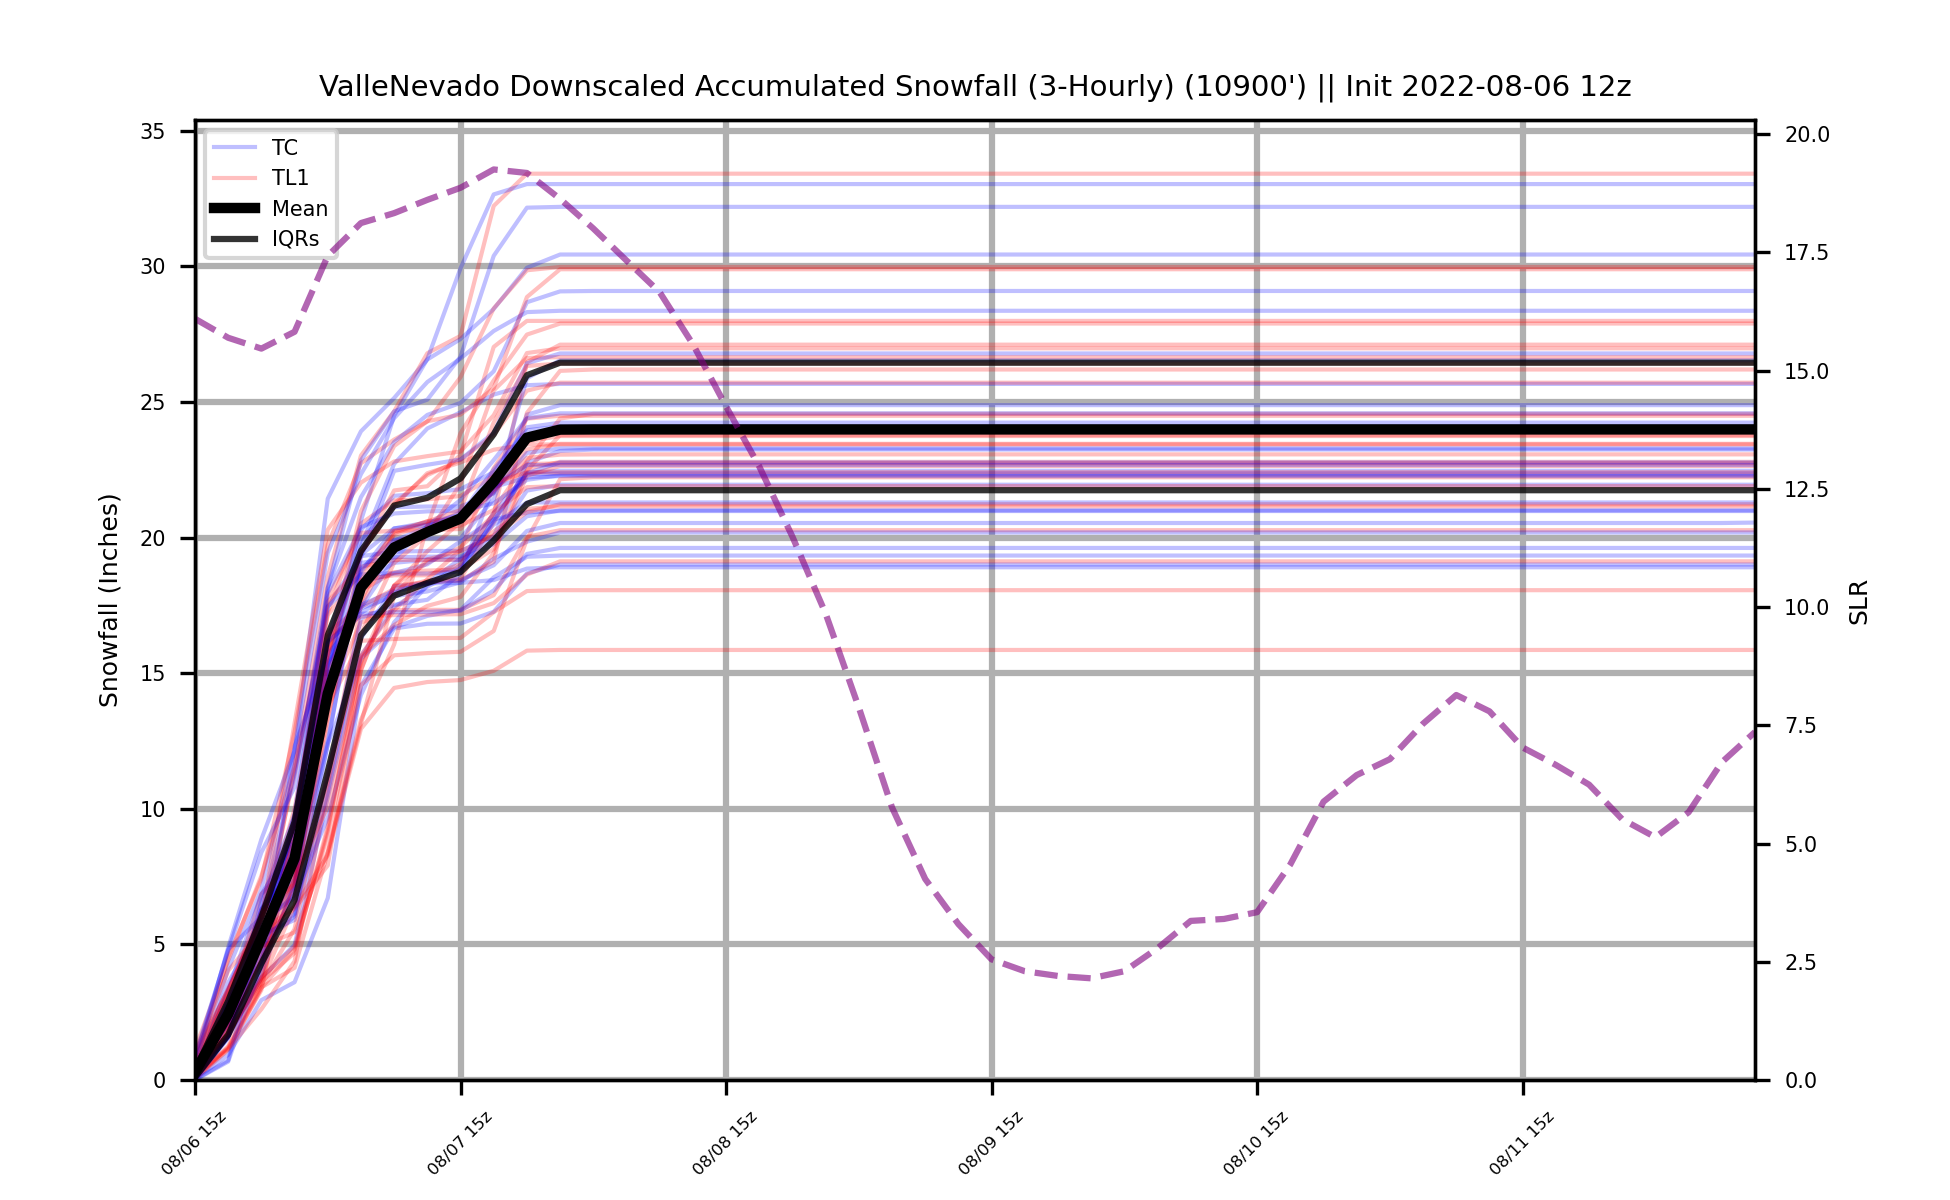 ValleNevado Downscaled Accumulated Snowfall (3-Hourly) (10900') || Init 2022-08-06 12z
TC
TL1
Mean
IQRs
Snowfall (Inches)
35
30
25
20
15
10
5
0
20.0
17.5
15.0
12.5
10.0
7.5
5.0
2.5
0.0
SLR
08/06 15z
08/07 15z
08/08 15z
08/09 15z
08/10 15z
08/11 15z